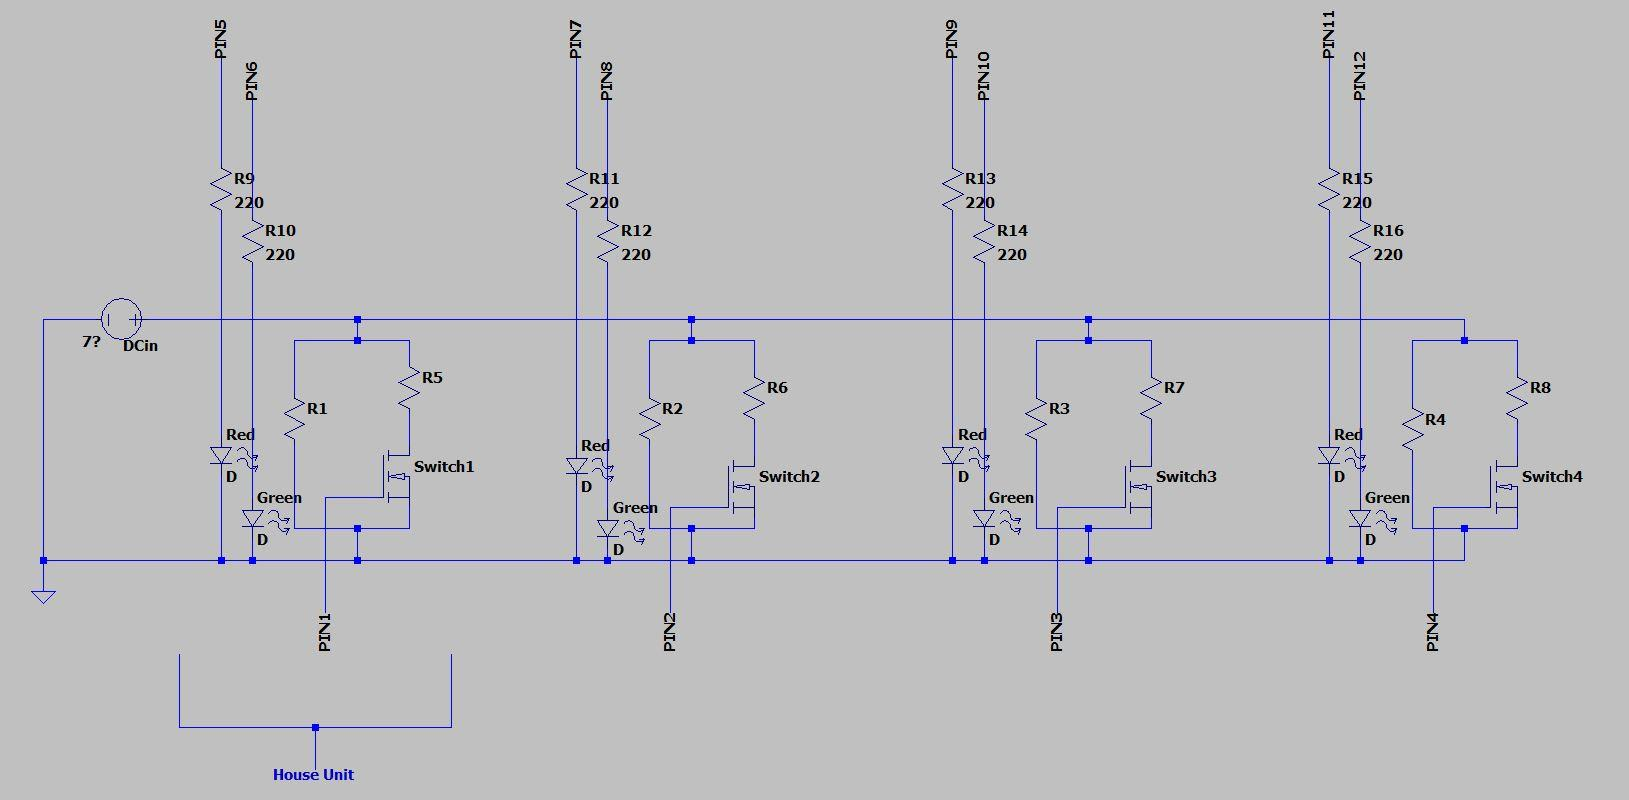 PIN5
PIN6
PIN7
PIN8
PIN9
PIN10
PIN11
PIN12
R9
220
R10
220
R11
220
R12
220
R13
220
R14
220
R15
220
R16
220
7?
DCin
R1
R5
R2
R6
R3
R7
R4
R8
Red
D
Green
D
Switch1
Red
D
Green
D
Switch2
Red
D
Green
D
Switch3
Red
D
Green
D
Switch4
PIN1
PIN2
PIN3
PIN4
House Unit